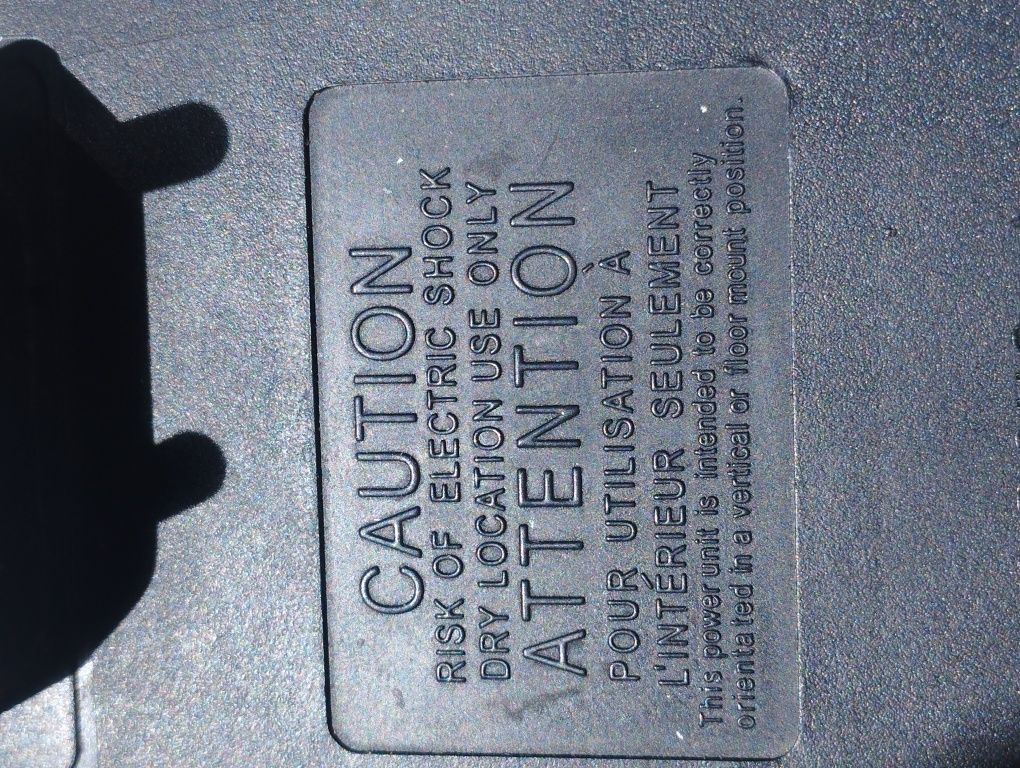 CAUTION
RISK OF ELECTRIC SHOCK
DRY LOCATION USE ONLY
ATTENTION
POUR UTILISATION À
L'INTÉRIEUR SEULEMENT
This power unit is intended to be correctly
orientated in a vertical or floor mount position.